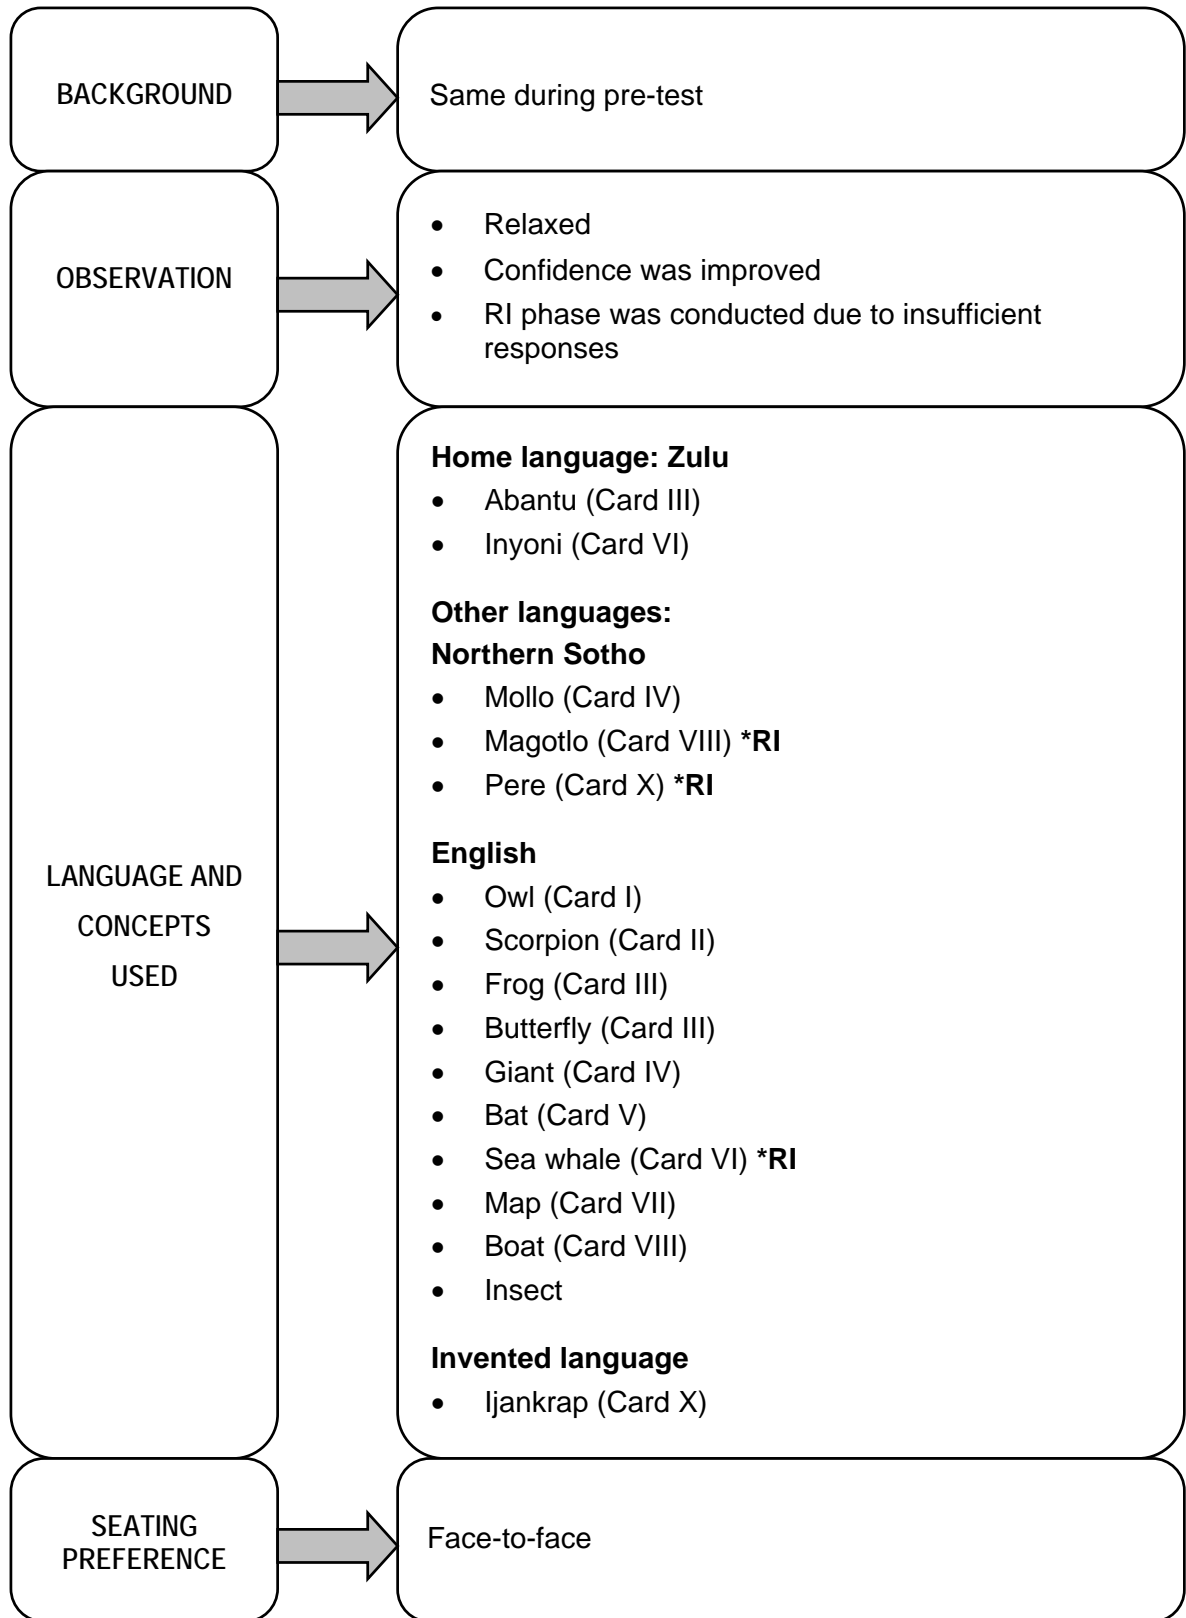 BACKGROUND
Same during pre-test
OBSERVATION
• Relaxed
• Confidence was improved
• RI phase was conducted due to insufficient
responses
LANGUAGE AND
CONCEPTS
USED
Home language: Zulu
• Abantu (Card III)
• Inyoni (Card VI)
Other languages:
Northern Sotho
• Mollo (Card IV)
• Magotlo (Card VIII) *RI
• Pere (Card X) *RI
English
• Owl (Card I)
• Scorpion (Card II)
• Frog (Card III)
• Butterfly (Card III)
• Giant (Card IV)
• Bat (Card V)
• Sea whale (Card VI) *RI
• Map (Card VII)
• Boat (Card VIII)
• Insect
Invented language
• Ijankrap (Card X)
SEATING
PREFERENCE
Face-to-face